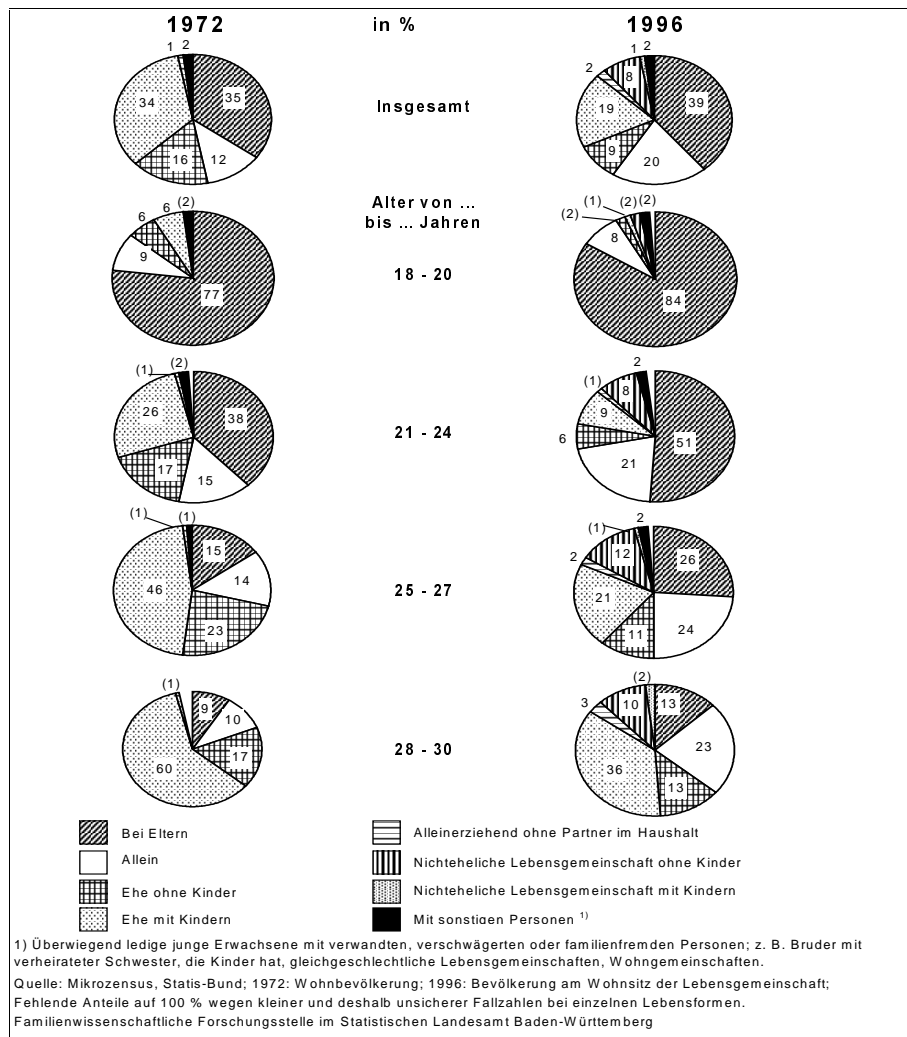 1972 in % 1996
1 2
34 35
16 12
Insgesamt
2 1 2
8 39
19
9 20
Alter von ...
bis ... Jahren
6 6 (2)
9
77
18 - 20
(2) (1) (2) (2)
8
84
(1) (2)
26 38
17 15
21 - 24
(1) 2
8
9
6 51
21
(1) (1)
15
46 14
23
25 - 27
2 (1) 2
12 26
21
11 24
(1)
9 10
17
60
28 - 30
3 (2)
10 13
23
36
13
Bei Eltern
Allein
Ehe ohne Kinder
Ehe mit Kindern
Alleinerziehend ohne Partner im Haushalt
Nichteheliche Lebensgemeinschaft ohne Kinder
Nichteheliche Lebensgemeinschaft mit Kindern
Mit sonstigen Personen 1)
1) Überwiegend ledige junge Erwachsene mit verwandten, verschwägerten oder familienfremden Personen; z. B. Bruder mit
verheirateter Schwester, die Kinder hat, gleichgeschlechtliche Lebensgemeinschaften, Wohngemeinschaften.
Quelle: Mikrozensus, Statis-Bund; 1972: Wohnbevölkerung; 1996: Bevölkerung am Wohnsitz der Lebensgemeinschaft;
Fehlende Anteile auf 100 % wegen kleiner und deshalb unsicherer Fallzahlen bei einzelnen Lebensformen.
Familienwissenschaftliche Forschungsstelle im Statistischen Landesamt Baden-Württemberg